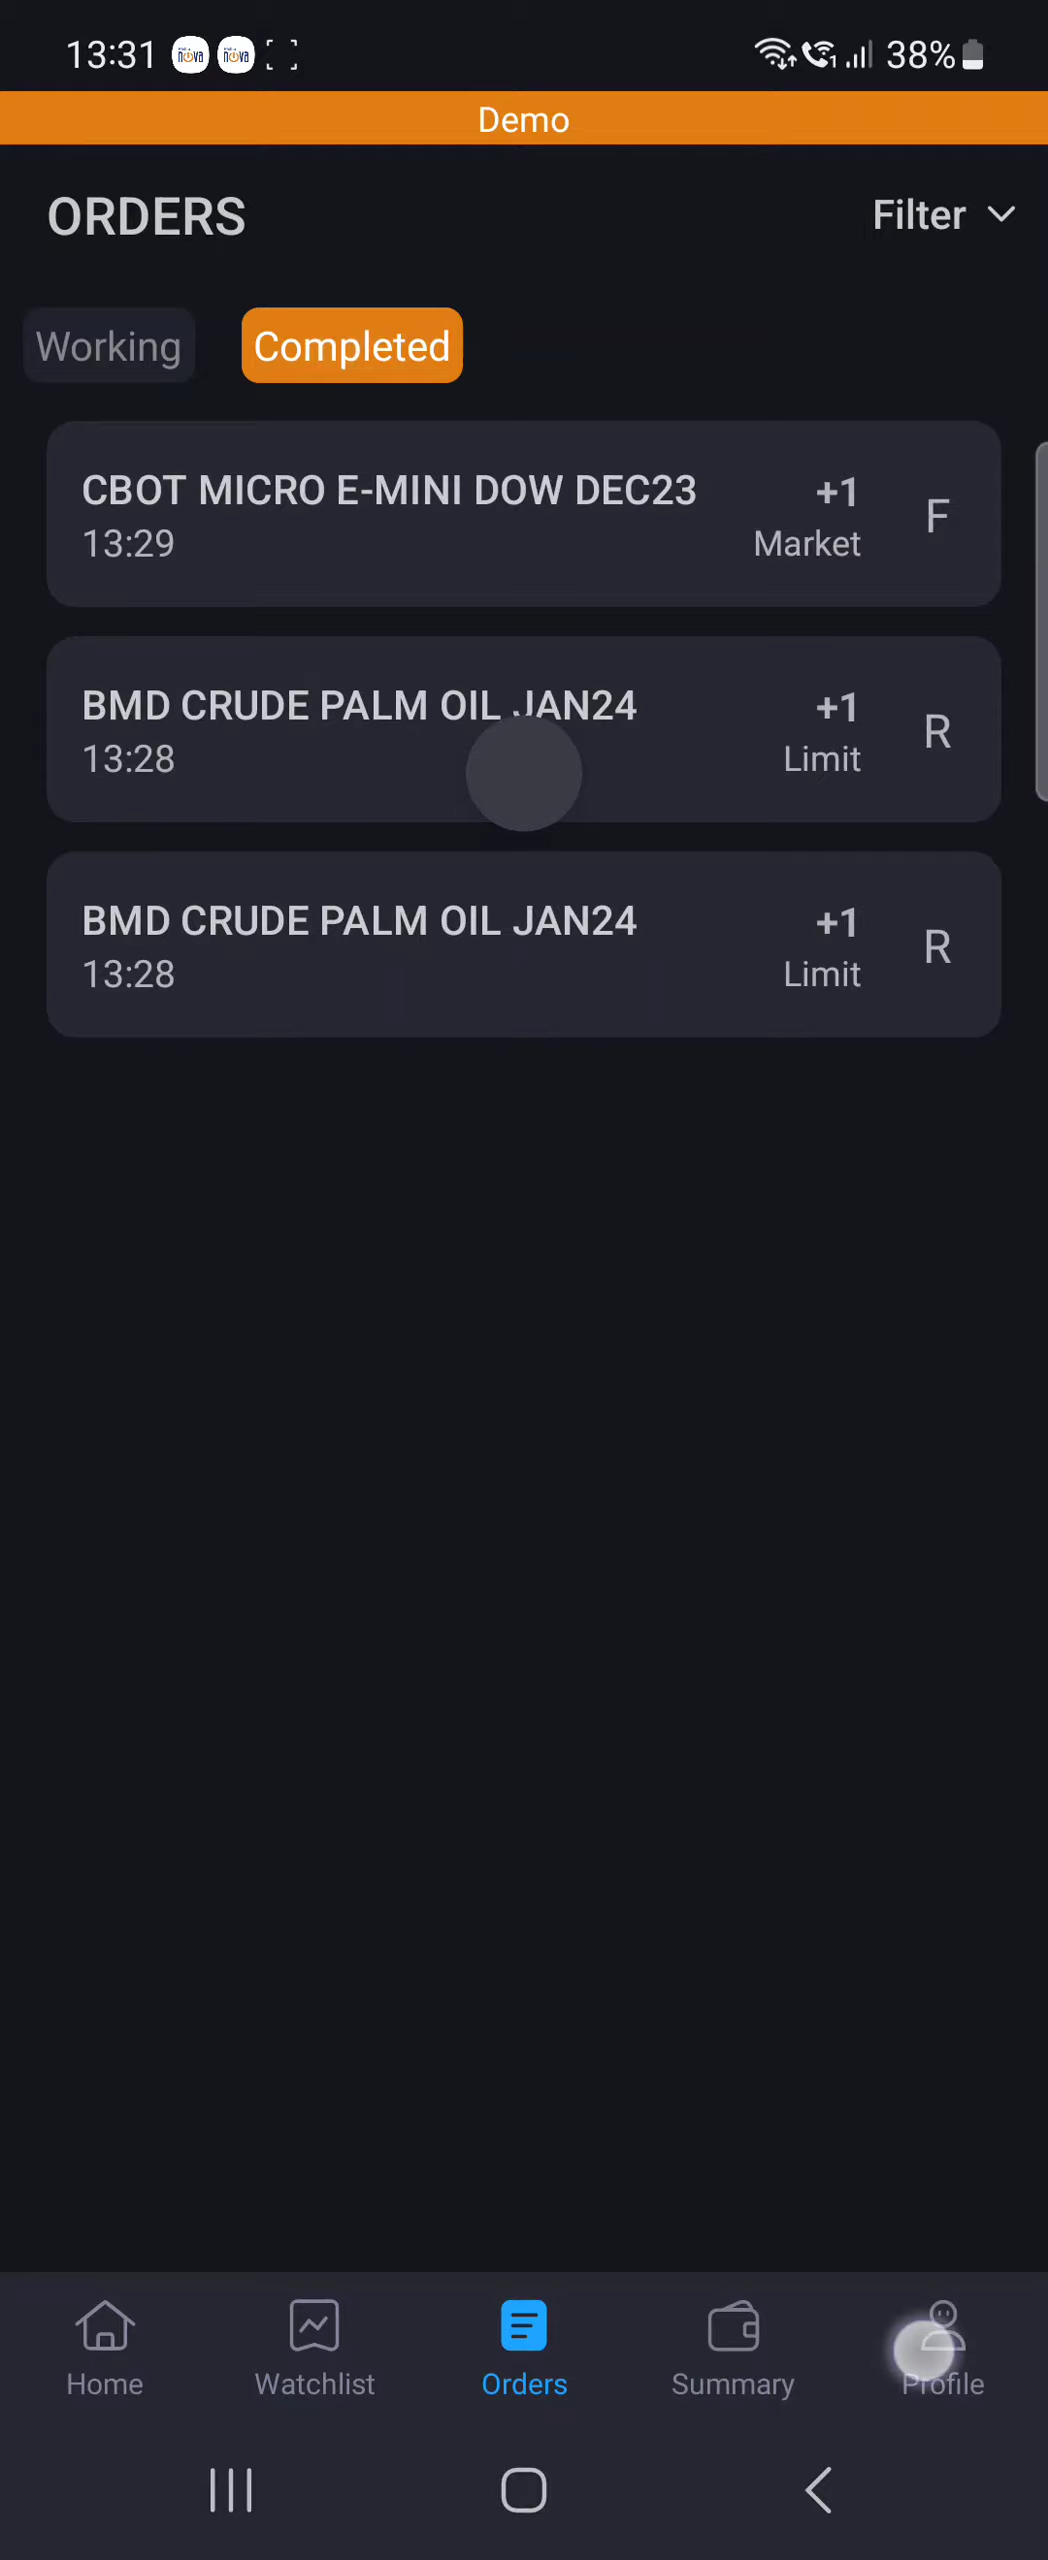 13:31 nova nova 38%
Demo
ORDERS Filter
Working Completed
CBOT MICRO E-MINI DOW DEC23 +1 F
13:29 Market
BMD CRUDE PALM OIL JAN24 +1 R
13:28 Limit
BMD CRUDE PALM OIL JAN24 +1 R
13:28 Limit
Home Watchlist Orders Summary Profile